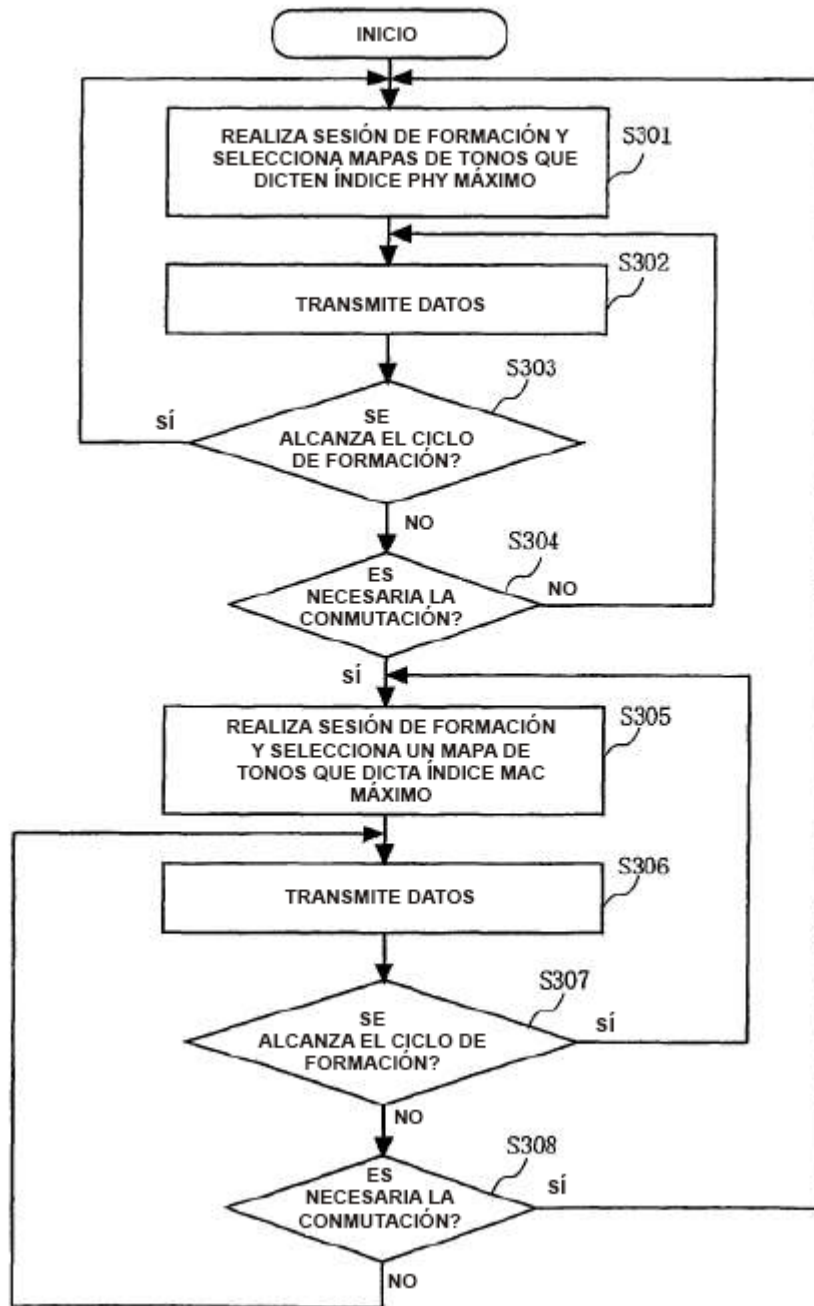 INICIO
REALIZA SESIÓN DE FORMACIÓN Y
SELECCIONA MAPAS DE TONOS QUE
DICTEN ÍNDICE PHY MÁXIMO
S301
S302
TRANSMITE DATOS
S303
SÍ
SE
ALCANZA EL CICLO
DE FORMACIÓN?
NO
S304
ES
NECESARIA LA
CONMUTACIÓN?
NO
SÍ
REALIZA SESIÓN DE FORMACIÓN
Y SELECCIONA UN MAPA DE
TONOS QUE DICTA ÍNDICE MAC
MÁXIMO
S305
S306
TRANSMITE DATOS
S307
SE
ALCANZA EL CICLO DE
FORMACIÓN?
SÍ
NO
S308
ES
NECESARIA LA
CONMUTACIÓN?
SÍ
NO